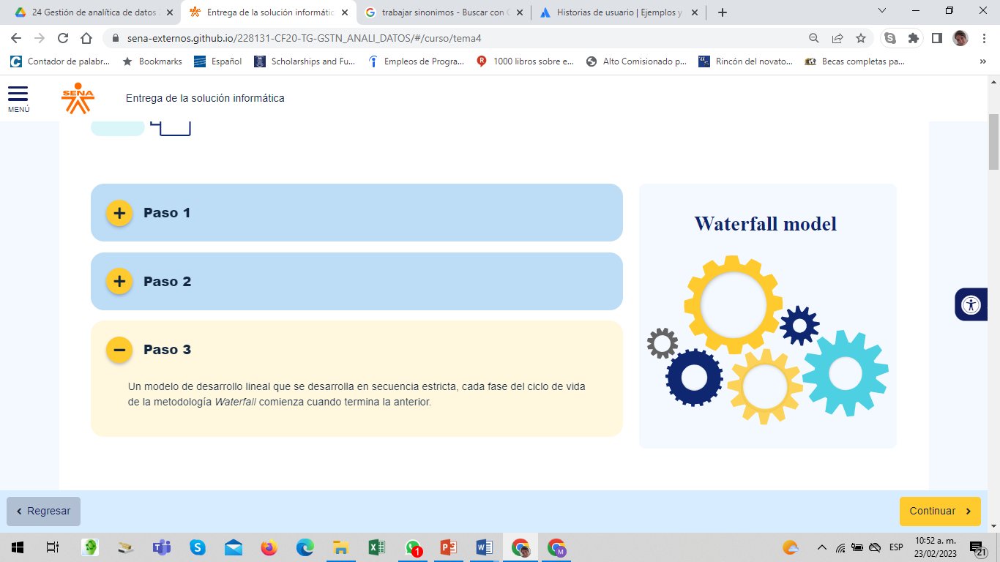 24 Gestión de analítica de datos
Entrega de la solución informátic
trabajar sinonimos - Buscar con
Historias de usuario | Ejemplos y
sena-externos.github.io/228131-CF20-TG-GSTN_ANALI_DATOS/#/curso/tema4
Contador de palabr...
Bookmarks
Español
Scholarships and Fu...
Empleos de Progra...
1000 libros sobre e...
Alto Comisionado p...
Rincón del novato...
Becas completas pa...
»
MENÚ
SENA
Entrega de la solución informática
Paso 1
Paso 2
Paso 3
Un modelo de desarrollo lineal que se desarrolla en secuencia estricta, cada fase del ciclo de vida
de la metodología Waterfall comienza cuando termina la anterior.
Waterfall model
Regresar
Continuar
1
M
ESP
10:52 a. m.
23/02/2023
21